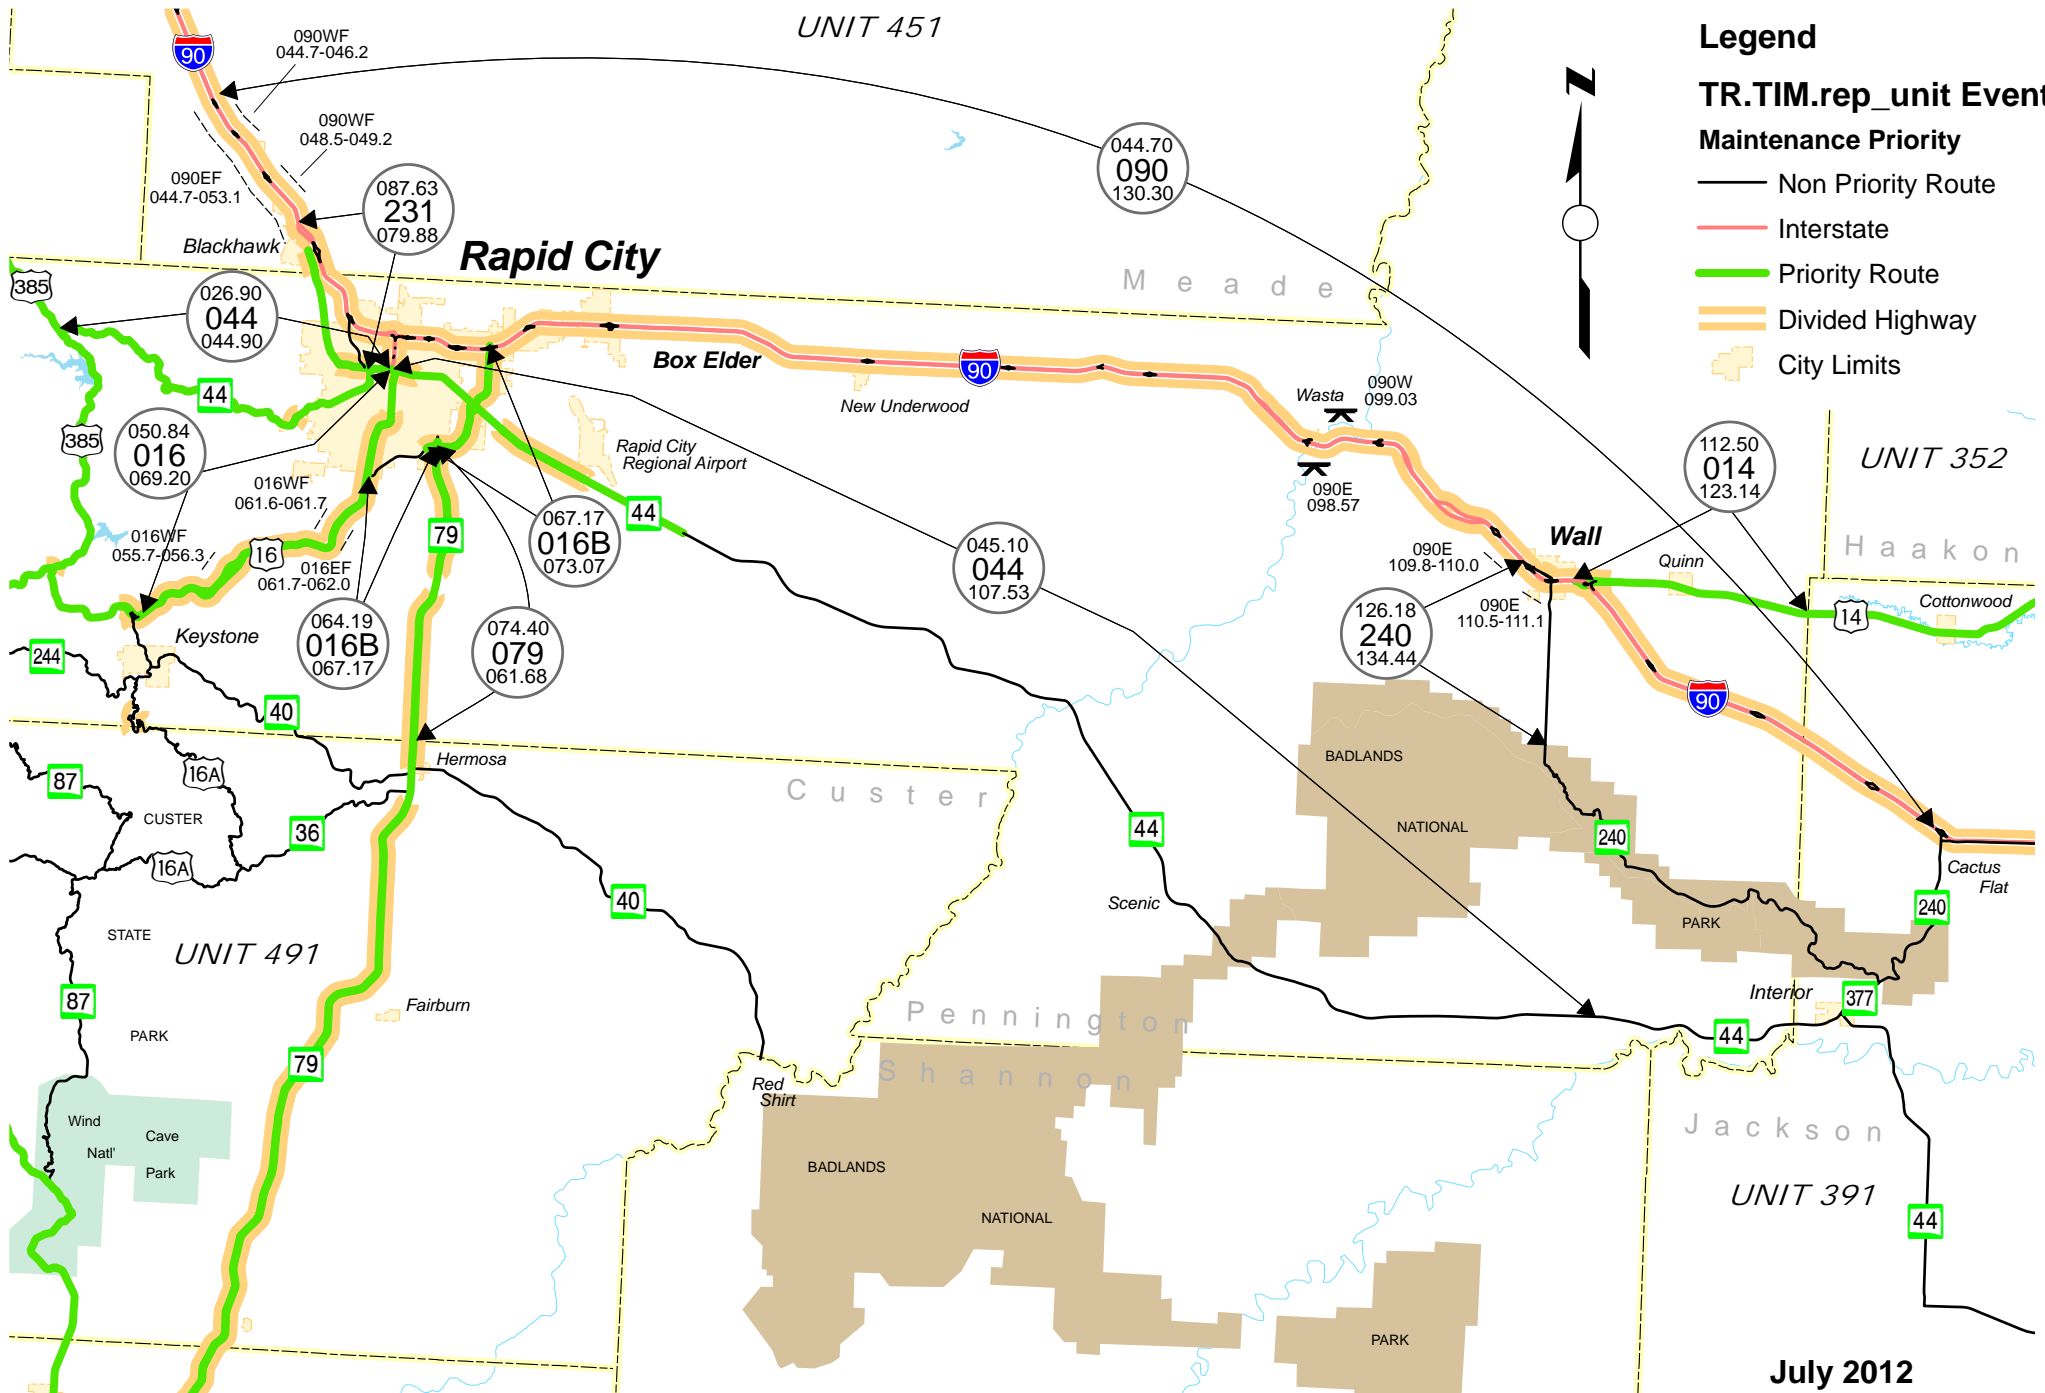 UNIT 451
Legend
TR.TIM.rep_unit Event
Maintenance Priority
Non Priority Route
Interstate
Priority Route
Divided Highway
City Limits
N
90
090WF
044.7-046.2
090WF
048.5-049.2
090EF
044.7-053.1
087.63
231
079.88
044.70
090
130.30
Blackhawk
Rapid City
Meade
385
026.90
044
044.90
44
385
Box Elder
90
New Underwood
Wasta
090W
099.03
K
K
090E
098.57
050.84
016
069.20
Rapid City
Regional Airport
112.50
014
123.14
UNIT 352
016WF
061.6-061.7
016WF
055.7-056.3
16
016EF
061.7-062.0
79
067.17
016B
073.07
44
045.10
044
107.53
Wall
090E
109.8-110.0
Quinn
Haakon
14
Cottonwood
090E
110.5-111.1
126.18
240
134.44
064.19
016B
067.17
074.40
079
061.68
Keystone
244
40
90
Hermosa
16A
87
CUSTER
36
16A
Custer
BADLANDS
NATIONAL
44
240
Cactus
Flat
240
PARK
40
Scenic
STATE
UNIT 491
87
PARK
Fairburn
79
Pennington
Interior
377
44
Shannon
Red
Shirt
Jackson
Wind
Cave
Natl'
Park
BADLANDS
NATIONAL
UNIT 391
44
PARK
July 2012